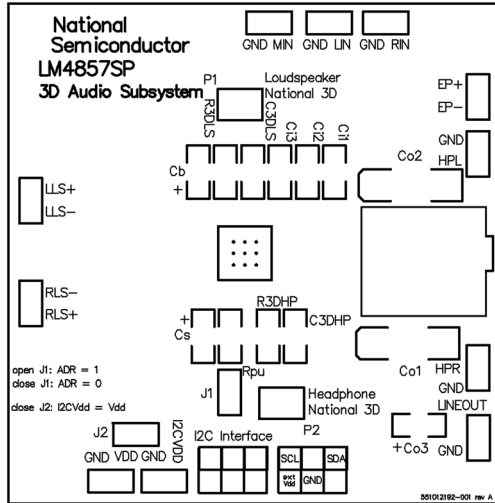 National
Semiconductor
LM4857SP
3D Audio Subsystem
GND MIN GND LIN GND RIN
P1
Loudspeaker
National 3D
R3DLS
C3DLS
Ci3
Ci2
Ci1
Cb
+
EP+
EP-
GND
HPL
Co2
LLS+
LLS-
RLS-
RLS+
+
Cs
R3DHP
C3DHP
Rpu
J1
Headphone
National 3D
Co1
HPR
GND
LINEOUT
+Co3
GND
open J1: ADR = 1
close J1: ADR = 0
close J2: I2CVdd = Vdd
J2
GND VDD GND
I2CVDD
I2C Interface
P2
SCL
SDA
ext
Vdd
GND
551012192-001 rev A